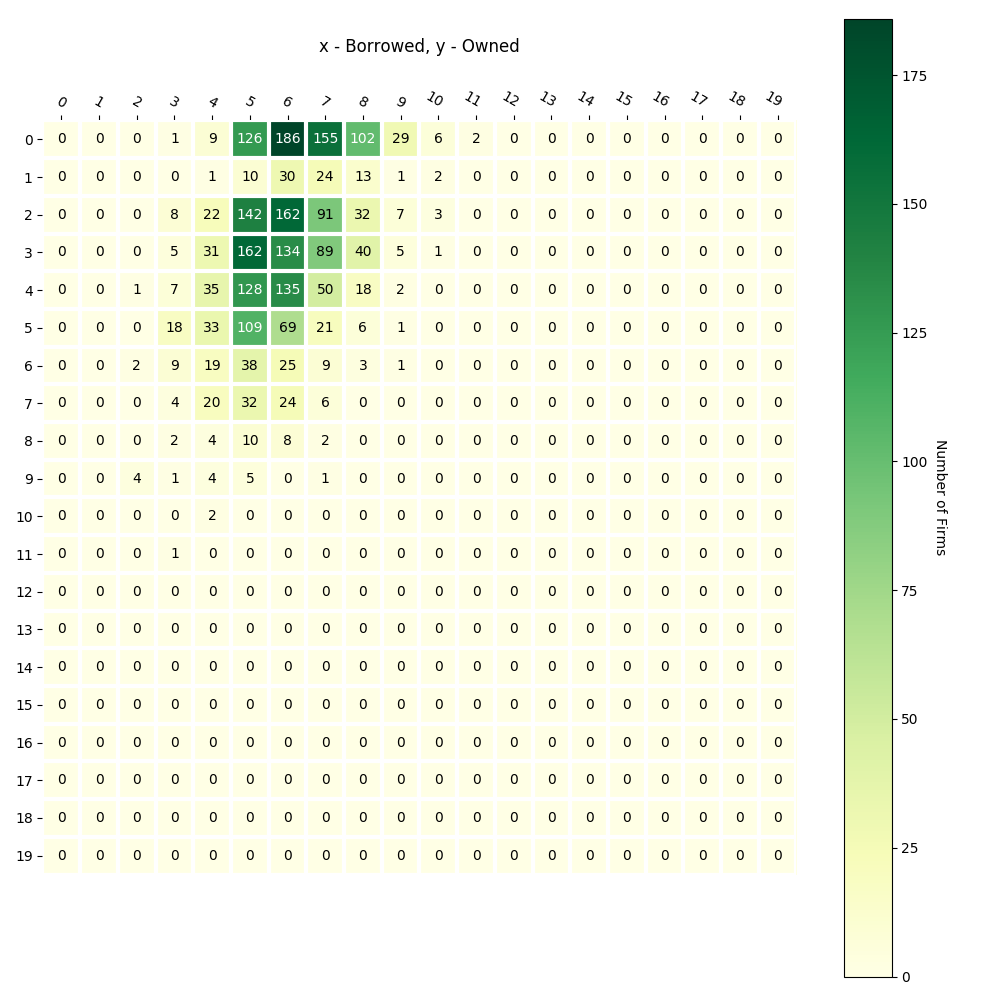 x - Borrowed, y - Owned
0 1 2 3 4 5 6 7 8 9 10 11 12 13 14 15 16 17 18 19
0 0 0 0 1 9 126 186 155 102 29 6 2 0 0 0 0 0 0 0 0
1 0 0 0 0 1 10 30 24 13 1 2 0 0 0 0 0 0 0 0 0
2 0 0 0 8 22 142 162 91 32 7 3 0 0 0 0 0 0 0 0 0
3 0 0 0 5 31 162 134 89 40 5 1 0 0 0 0 0 0 0 0 0
4 0 0 1 7 35 128 135 50 18 2 0 0 0 0 0 0 0 0 0 0
5 0 0 0 18 33 109 69 21 6 1 0 0 0 0 0 0 0 0 0 0
6 0 0 2 9 19 38 25 9 3 1 0 0 0 0 0 0 0 0 0 0
7 0 0 0 4 20 32 24 6 0 0 0 0 0 0 0 0 0 0 0 0
8 0 0 0 2 4 10 8 2 0 0 0 0 0 0 0 0 0 0 0 0
9 0 0 4 1 4 5 0 1 0 0 0 0 0 0 0 0 0 0 0 0
10 0 0 0 0 2 0 0 0 0 0 0 0 0 0 0 0 0 0 0 0
11 0 0 0 1 0 0 0 0 0 0 0 0 0 0 0 0 0 0 0 0
12 0 0 0 0 0 0 0 0 0 0 0 0 0 0 0 0 0 0 0 0
13 0 0 0 0 0 0 0 0 0 0 0 0 0 0 0 0 0 0 0 0
14 0 0 0 0 0 0 0 0 0 0 0 0 0 0 0 0 0 0 0 0
15 0 0 0 0 0 0 0 0 0 0 0 0 0 0 0 0 0 0 0 0
16 0 0 0 0 0 0 0 0 0 0 0 0 0 0 0 0 0 0 0 0
17 0 0 0 0 0 0 0 0 0 0 0 0 0 0 0 0 0 0 0 0
18 0 0 0 0 0 0 0 0 0 0 0 0 0 0 0 0 0 0 0 0
19 0 0 0 0 0 0 0 0 0 0 0 0 0 0 0 0 0 0 0 0
175
150
125
100
75
50
25
0
Number of Firms